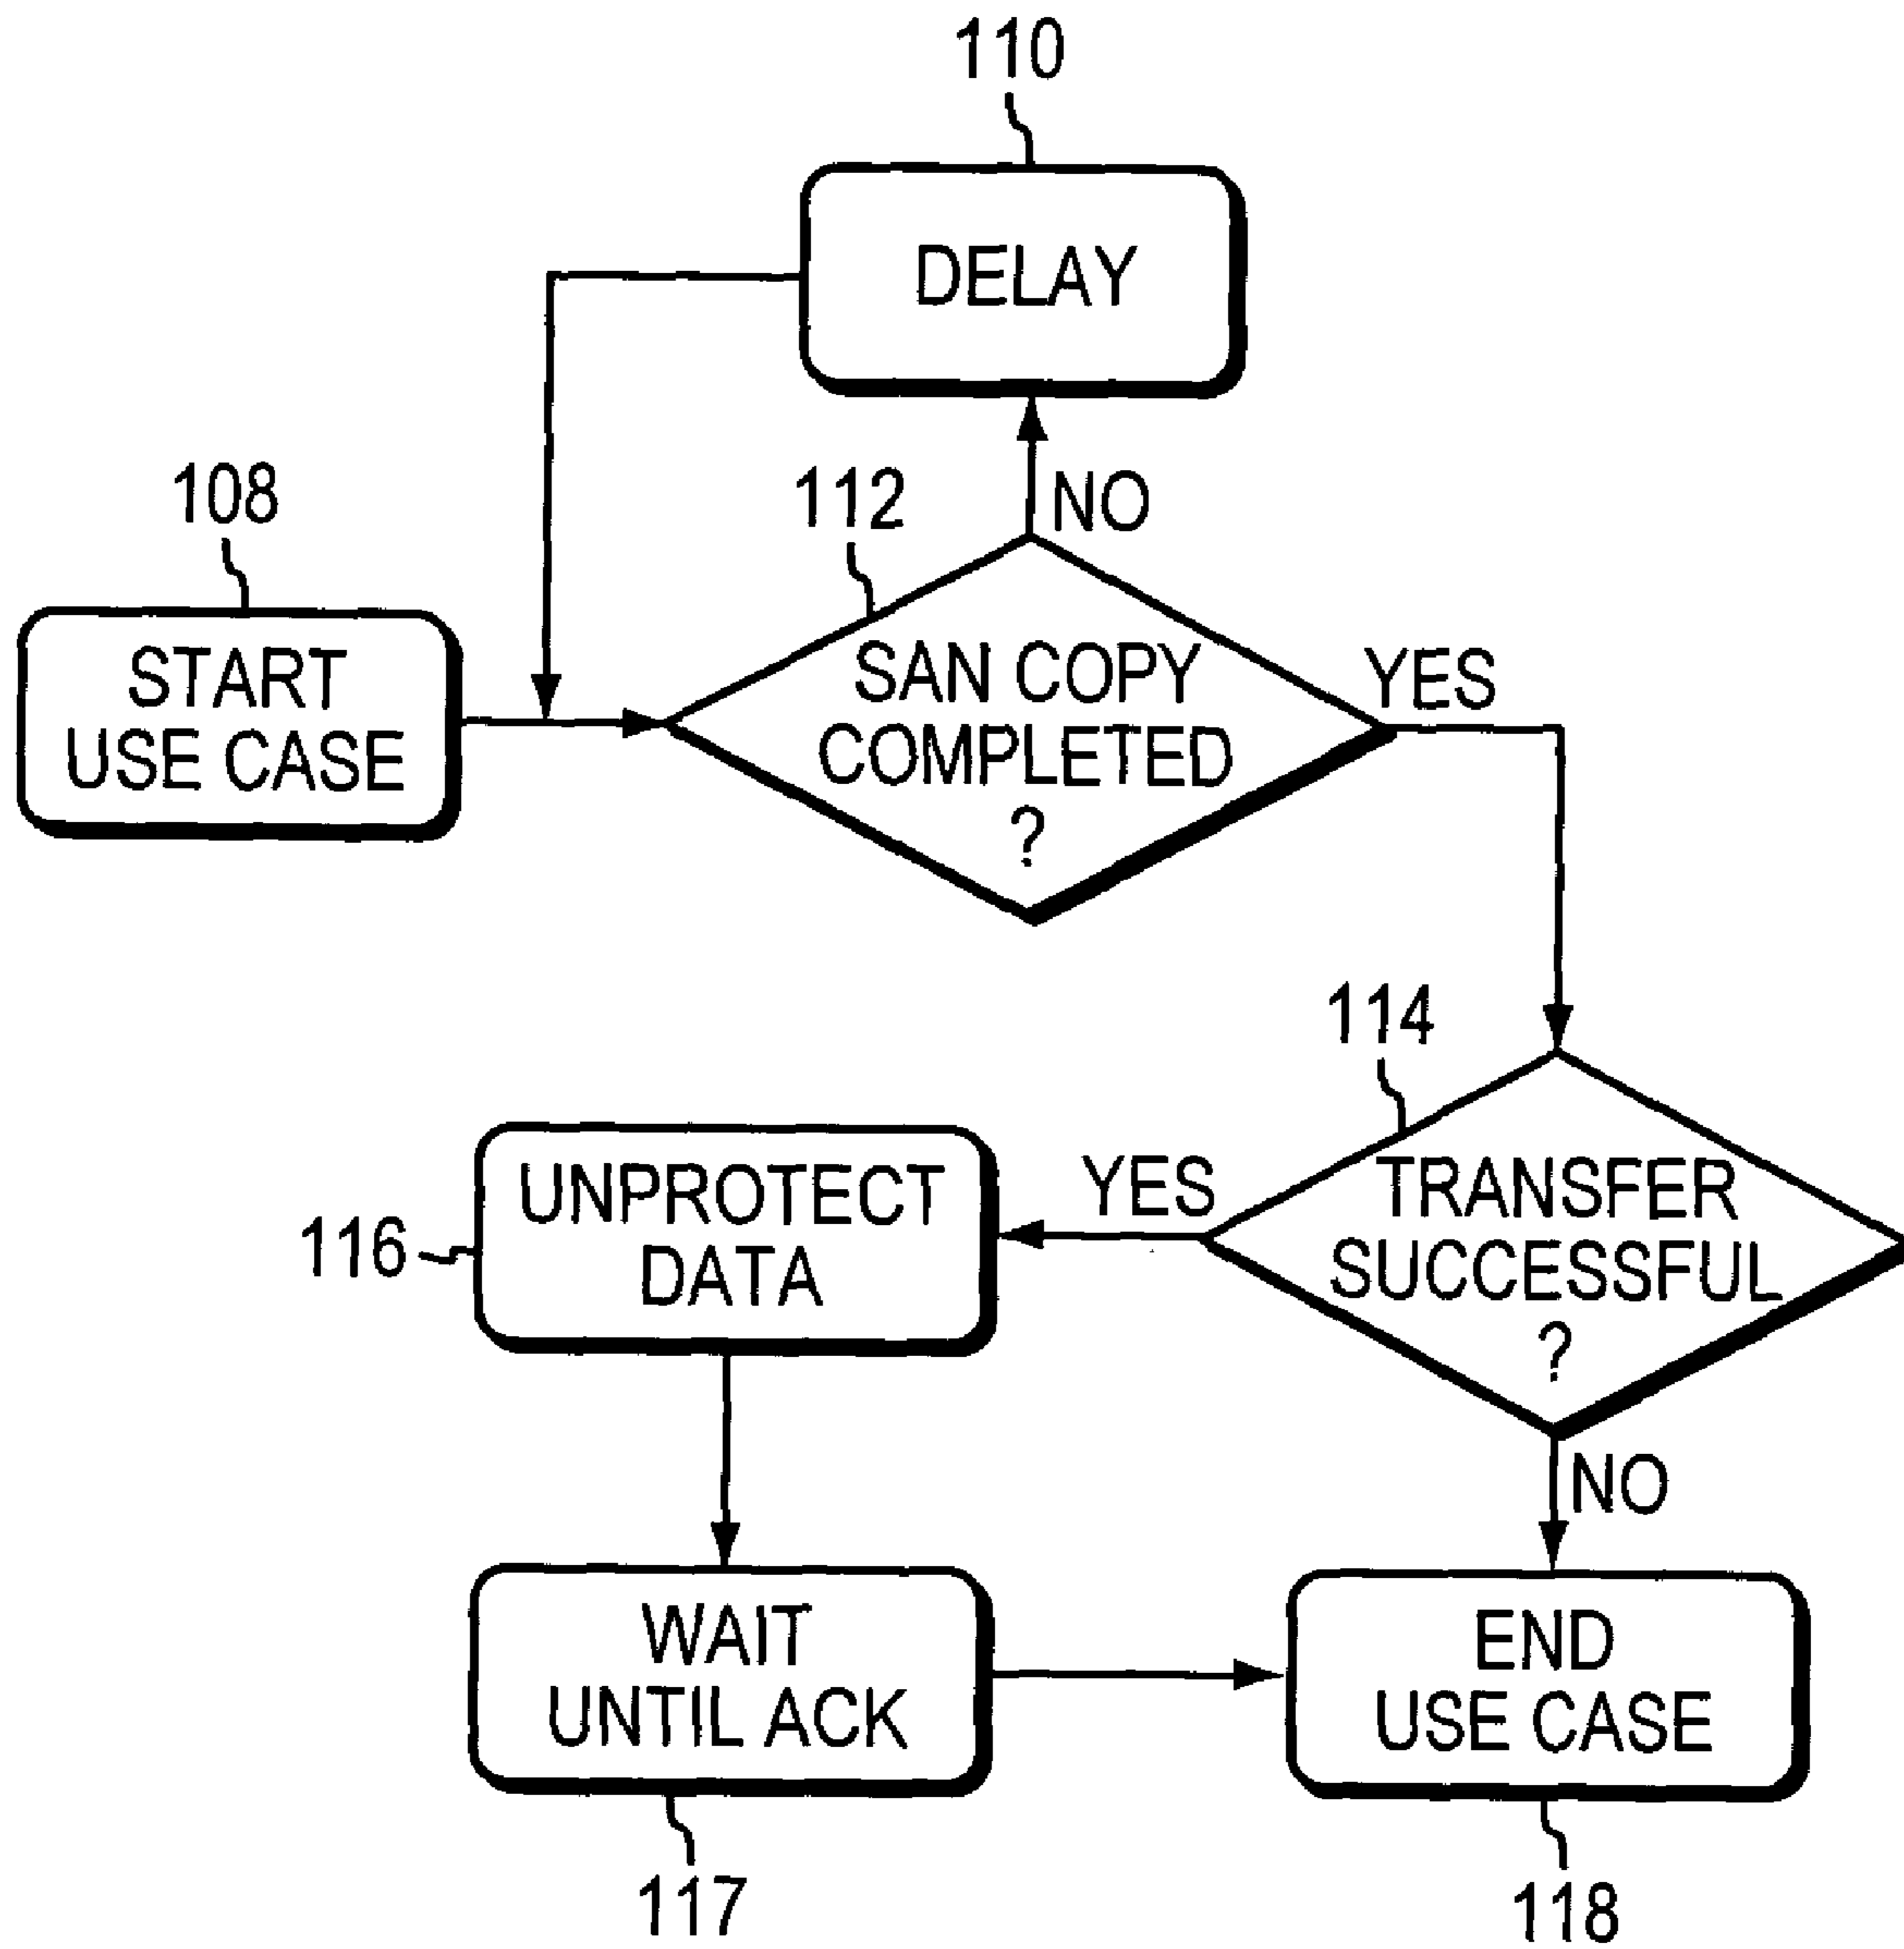 110
DELAY
108
112
NO
START
USE CASE
SAN COPY
COMPLETED
?
YES
114
116
UNPROTECT
DATA
YES
TRANSFER
SUCCESSFUL
?
NO
WAIT
UNTIL ACK
END
USE CASE
117
118